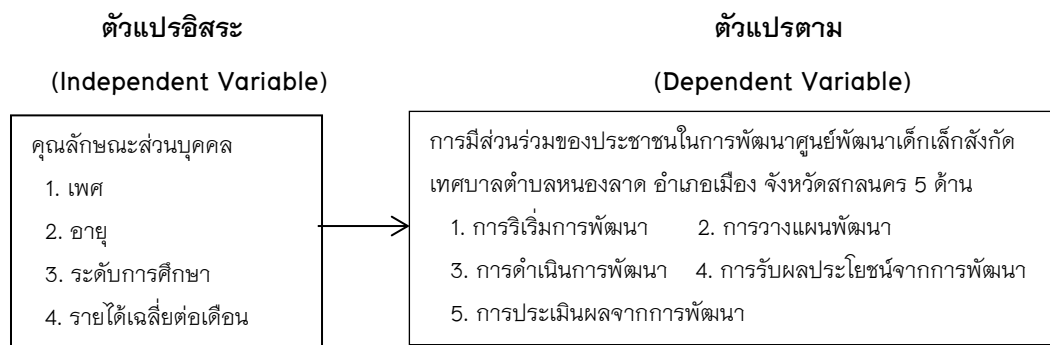 ตัวแปรอิสระ
(Independent Variable)
คุณลักษณะส่วนบุคคล
1. เพศ
2. อายุ
3. ระดับการศึกษา
4. รายได้เฉลี่ยต่อเดือน
ตัวแปรตาม
(Dependent Variable)
การมีส่วนร่วมของประชาชนในการพัฒนาศูนย์พัฒนาเด็กเล็กสังกัด
เทศบาลตำบลหนองลาด อำเภอเมือง จังหวัดสกลนคร 5 ด้าน
1. การริเริ่มการพัฒนา 2. การวางแผนพัฒนา
3. การดำเนินการพัฒนา 4. การรับผลประโยชน์จากการพัฒนา
5. การประเมินผลจากการพัฒนา